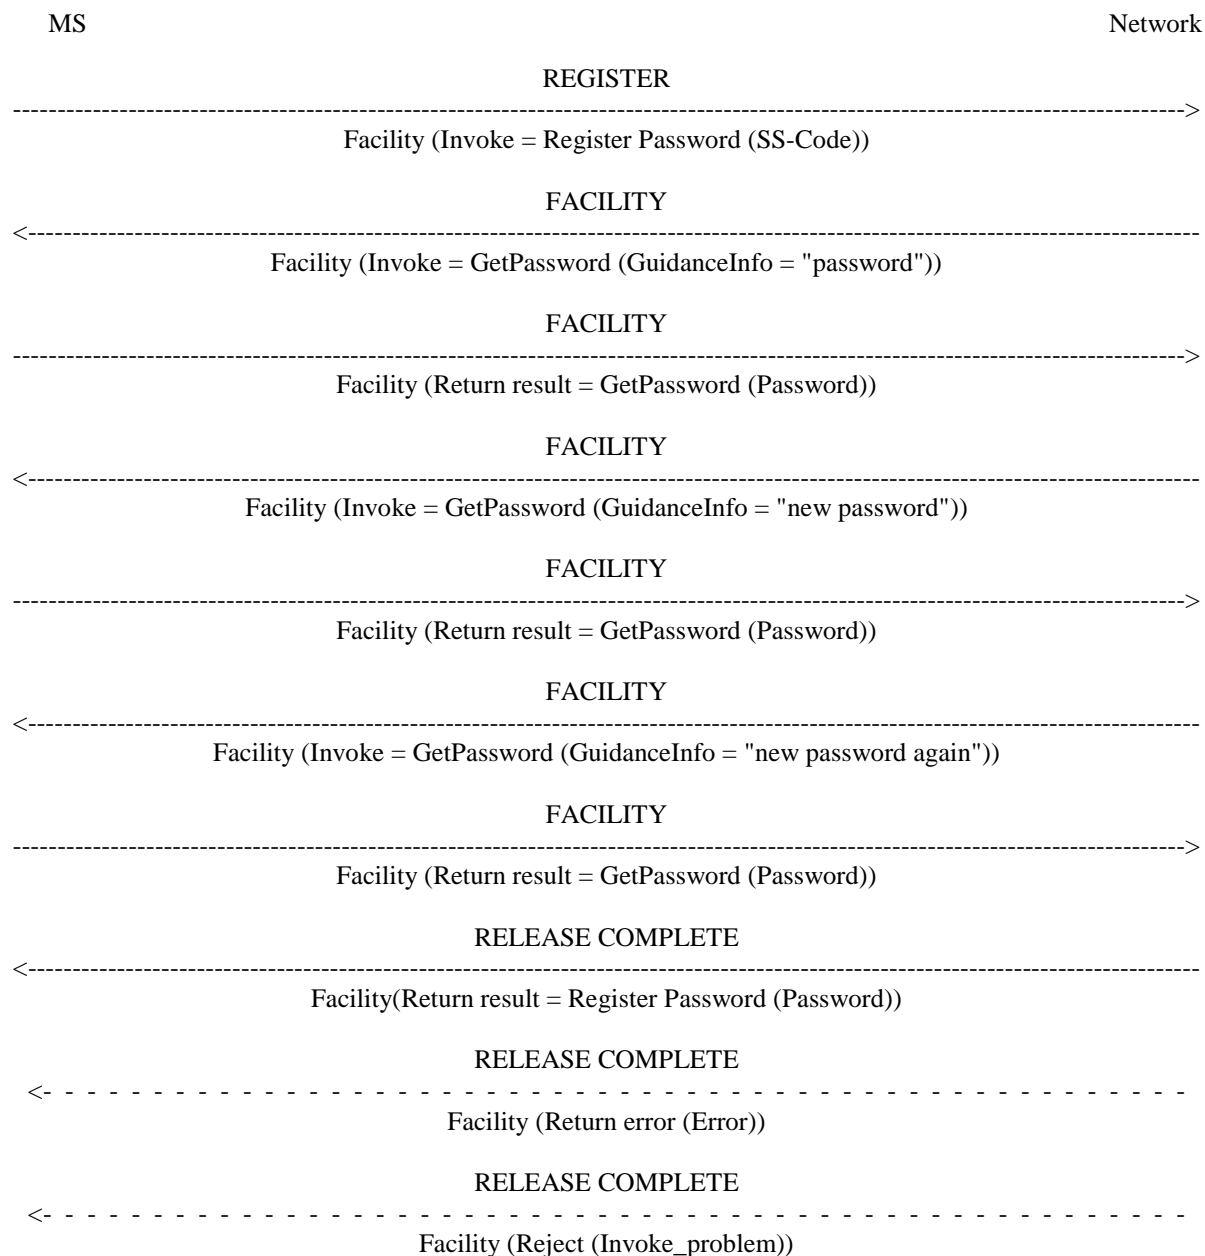 MS Network
REGISTER
Facility (Invoke = Register Password (SS-Code))
FACILITY
Facility (Invoke = GetPassword (GuidanceInfo = "password"))
FACILITY
Facility (Return result = GetPassword (Password))
FACILITY
Facility (Invoke = GetPassword (GuidanceInfo = "new password"))
FACILITY
Facility (Return result = GetPassword (Password))
FACILITY
Facility (Invoke = GetPassword (GuidanceInfo = "new password again"))
FACILITY
Facility (Return result = GetPassword (Password))
RELEASE COMPLETE
Facility(Return result = Register Password (Password))
RELEASE COMPLETE
Facility (Return error (Error))
RELEASE COMPLETE
Facility (Reject (Invoke_problem))